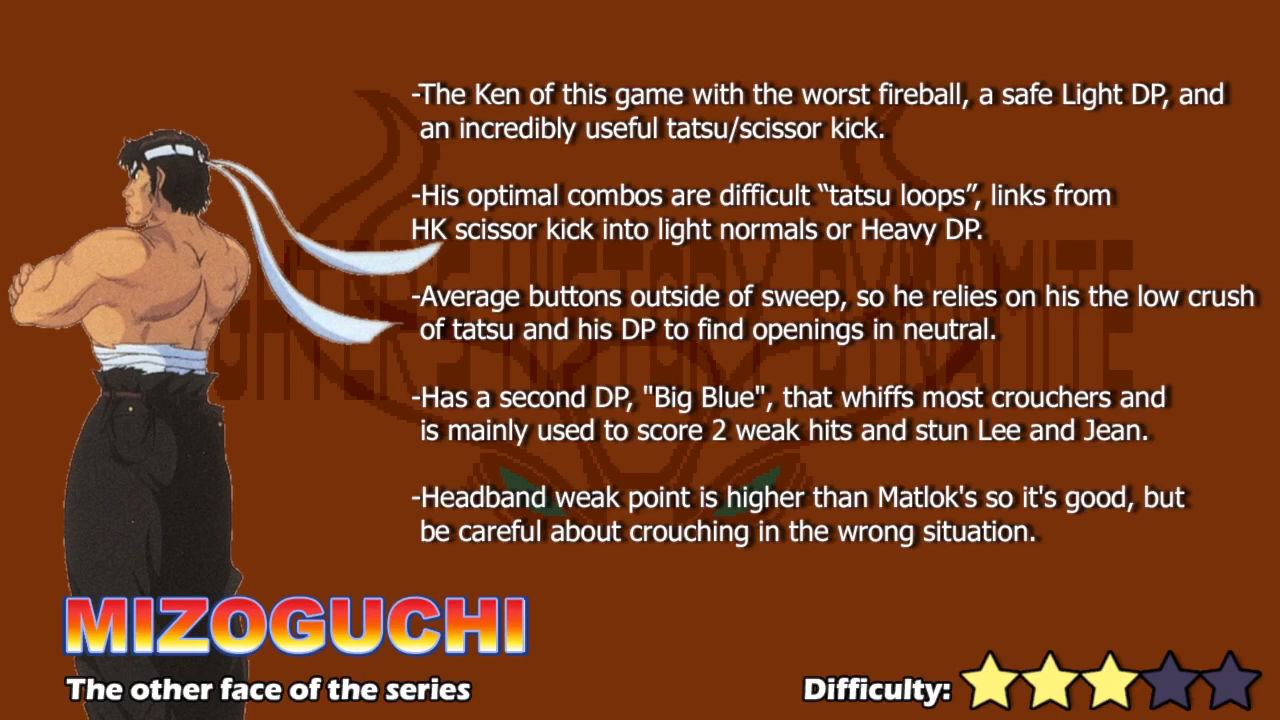 -The Ken of this game with the worst fireball, a safe Light DP, and
an incredibly useful tatsu/scissor kick.
-His optimal combos are difficult “tatsu loops”, links from
HK scissor kick into light normals or Heavy DP.
-Average buttons outside of sweep, so he relies on his the low crush
of tatsu and his DP to find openings in neutral.
-Has a second DP, "Big Blue", that whiffs most crouchers and
is mainly used to score 2 weak hits and stun Lee and Jean.
-Headband weak point is higher than Matlok's so it's good, but
be careful about crouching in the wrong situation.
FIGHTER'S HISTORY DYNAMITE
MIZOGUCHI
The other face of the series
Difficulty: